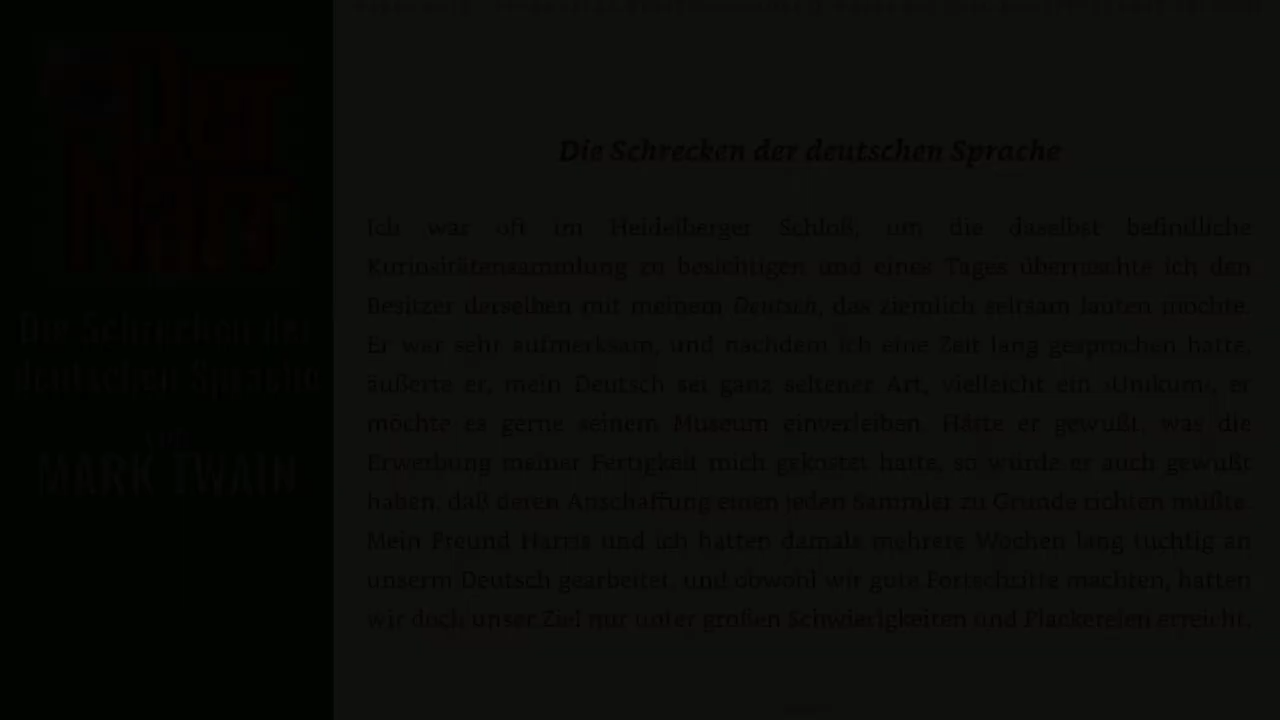 Der
Narr
Die Schrecken der
deutschen Sprache
MARK TWAIN
Die Schrecken der deutschen Sprache
Ich war oft im Heidelberger Schloß, um die daselbst befindliche
Kuriositätensammlung zu besichtigen und eines Tages überraschte ich den
Besitzer derselben mit meinem Deutsch, das ziemlich seltsam lauten mochte.
Er war sehr aufmerksam, und nachdem ich eine Zeit lang gesprochen hatte,
äußerte er, mein Deutsch sei ganz seltener Art, vielleicht ein ›Unikum‹, er
möchte es gerne seinem Museum einverleiben. Hätte er gewußt, was die
Erwerbung meiner Fertigkeit mich gekostet hatte, so würde er auch gewußt
haben, daß deren Anschaffung einen jeden Sammler zu Grunde richten müßte.
Mein Freund Harris und ich hatten damals mehrere Wochen lang tüchtig an
unserm Deutsch gearbeitet, und obwohl wir gute Fortschritte machten, hatten
wir doch unser Ziel nur unter großen Schwierigkeiten und Plackereien erreicht,